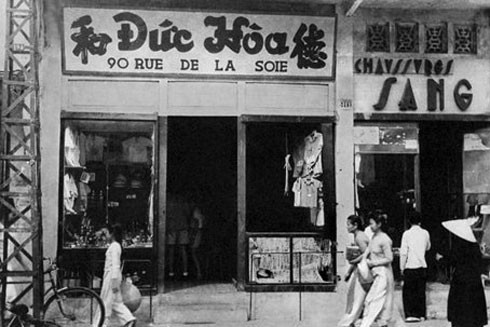 和 Đức Hòa 德
90 RUE DE LA SOIE
CHAUSSURES
SANG